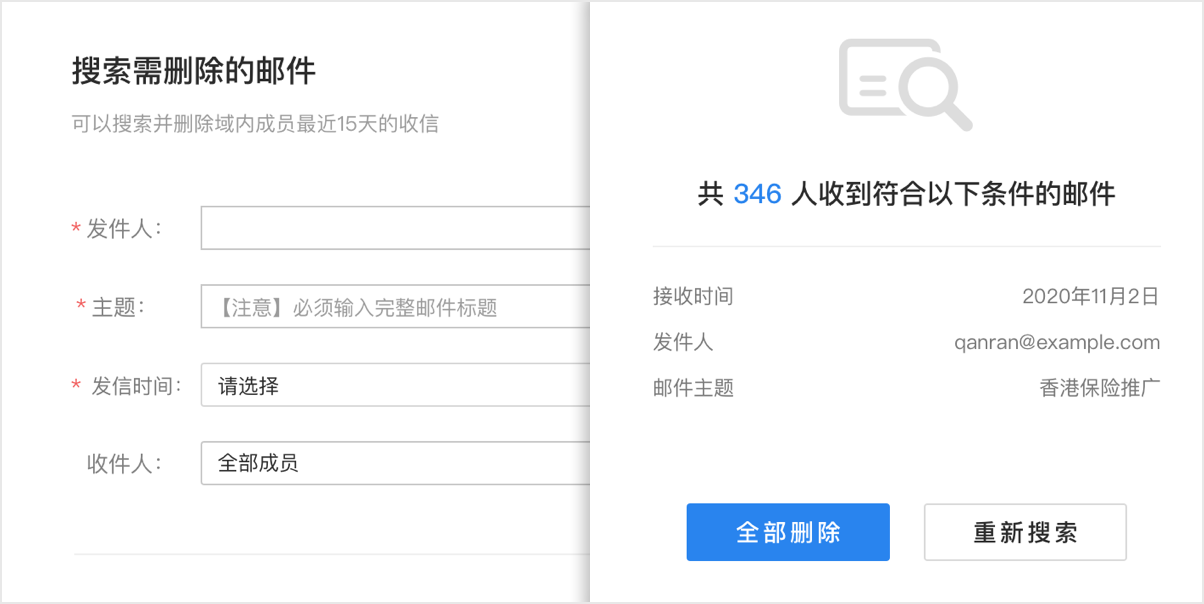 搜索需删除的邮件
可以搜索并删除域内成员最近15天的收信
* 发件人：
* 主题：
【注意】必须输入完整邮件标题
* 发信时间：
请选择
收件人：
全部成员
共 346 人收到符合以下条件的邮件
接收时间 2020年11月2日
发件人 qanran@example.com
邮件主题 香港保险推广
全部删除
重新搜索